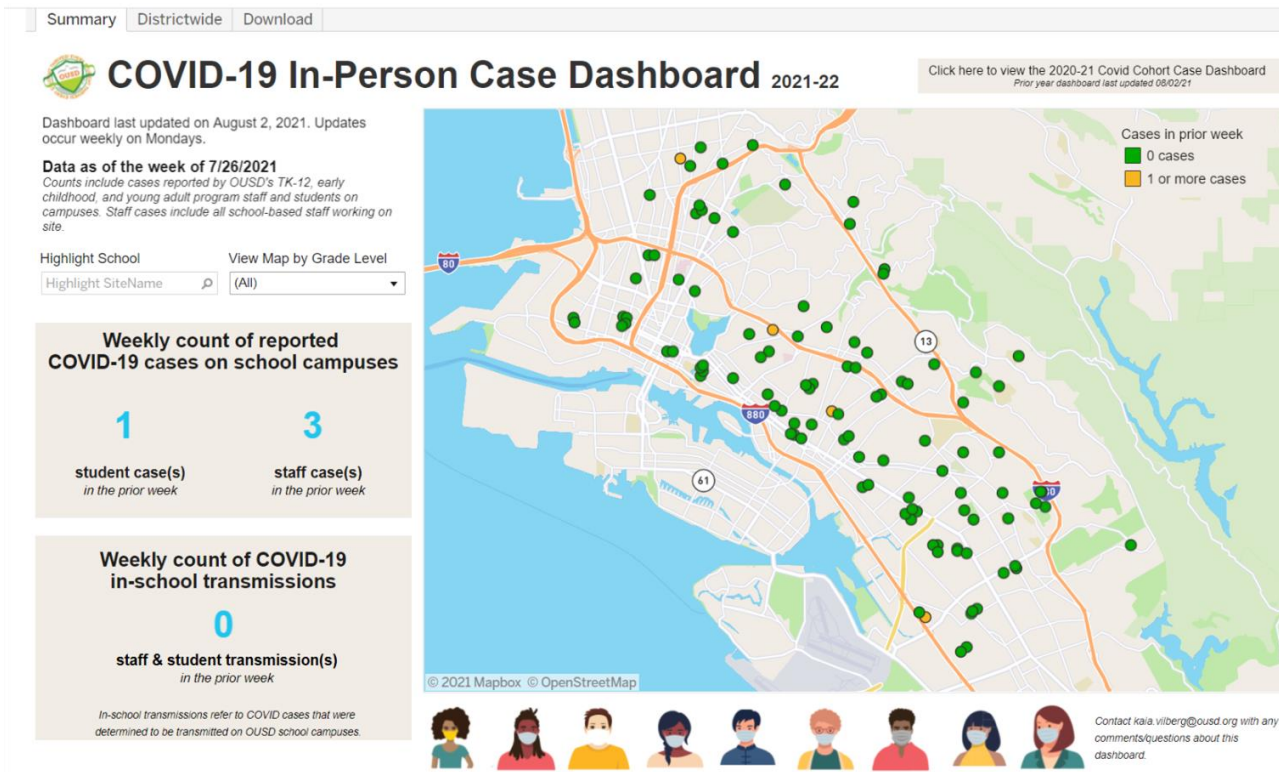 Summary
Districtwide
Download
OUSD
COVID-19 In-Person Case Dashboard 2021-22
Click here to view the 2020-21 Covid Cohort Case Dashboard
Prior year dashboard last updated 08/02/21
Dashboard last updated on August 2, 2021. Updates
occur weekly on Mondays.
Data as of the week of 7/26/2021
Counts include cases reported by OUSD's TK-12, early
childhood, and young adult program staff and students on
campuses. Staff cases include all school-based staff working on
site.
Highlight School
View Map by Grade Level
Highlight SiteName
(All)
Weekly count of reported
COVID-19 cases on school campuses
1
3
student case(s)
staff case(s)
in the prior week
in the prior week
Weekly count of COVID-19
in-school transmissions
0
staff & student transmission(s)
in the prior week
In-school transmissions refer to COVID cases that were
determined to be transmitted on OUSD school campuses.
Cases in prior week
0 cases
1 or more cases
80
13
880
61
© 2021 Mapbox © OpenStreetMap
Contact kaia.vilberg@ousd.org with any
comments/questions about this
dashboard.